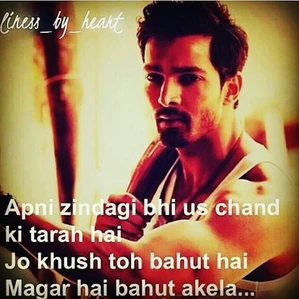 liness_by_heart
Apni zindagi bhi us chand
ki tarah hai
Jo khush toh bahut hai
Magar hai bahut akela...